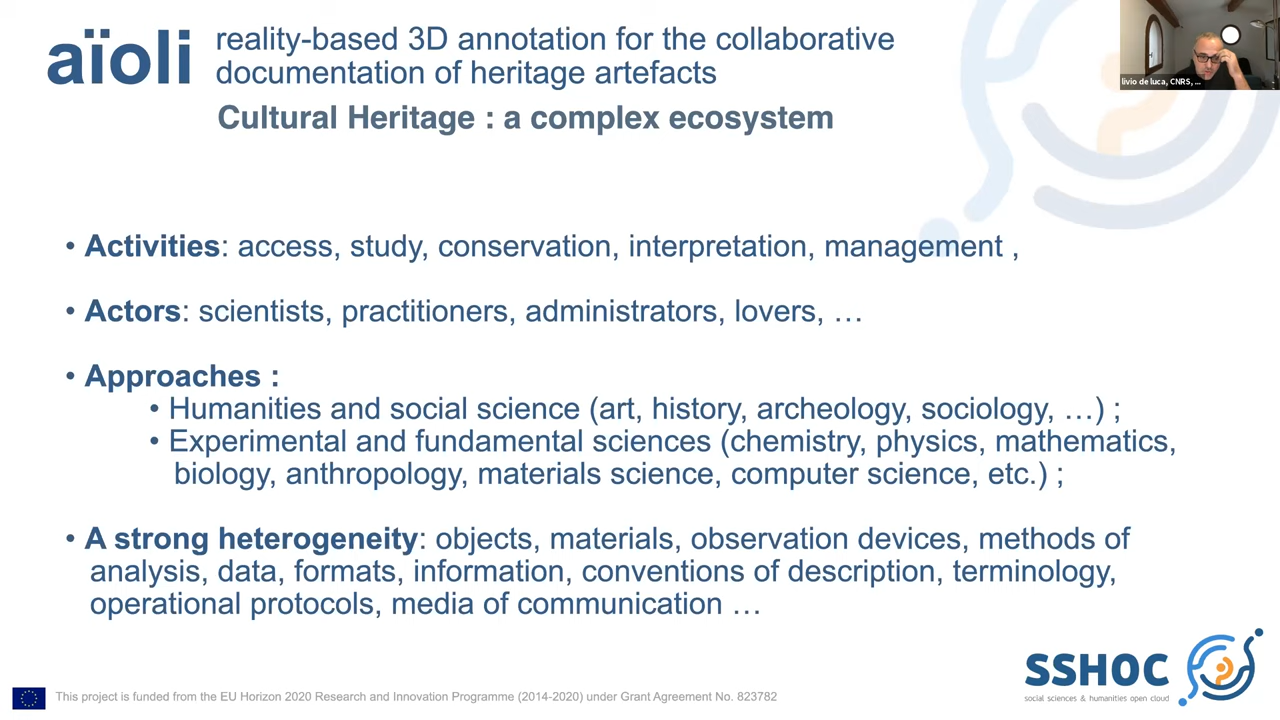 aïoli
reality-based 3D annotation for the collaborative
documentation of heritage artefacts
Cultural Heritage : a complex ecosystem
livio de luca, CNRS, ...
• Activities: access, study, conservation, interpretation, management ,
• Actors: scientists, practitioners, administrators, lovers, …
• Approaches :
• Humanities and social science (art, history, archeology, sociology, …) ;
• Experimental and fundamental sciences (chemistry, physics, mathematics,
biology, anthropology, materials science, computer science, etc.) ;
• A strong heterogeneity: objects, materials, observation devices, methods of
analysis, data, formats, information, conventions of description, terminology,
operational protocols, media of communication …
SSHOC
social sciences & humanities open cloud
This project is funded from the EU Horizon 2020 Research and Innovation Programme (2014-2020) under Grant Agreement No. 823782